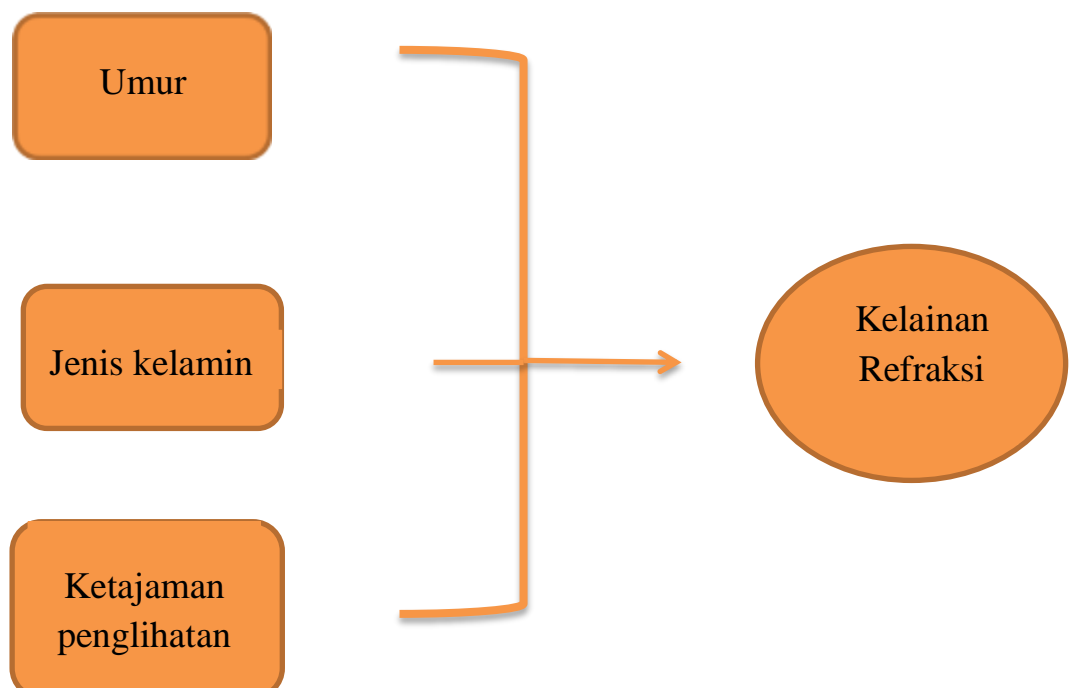 Umur
Jenis kelamin
Ketajaman
penglihatan
Kelainan
Refraksi